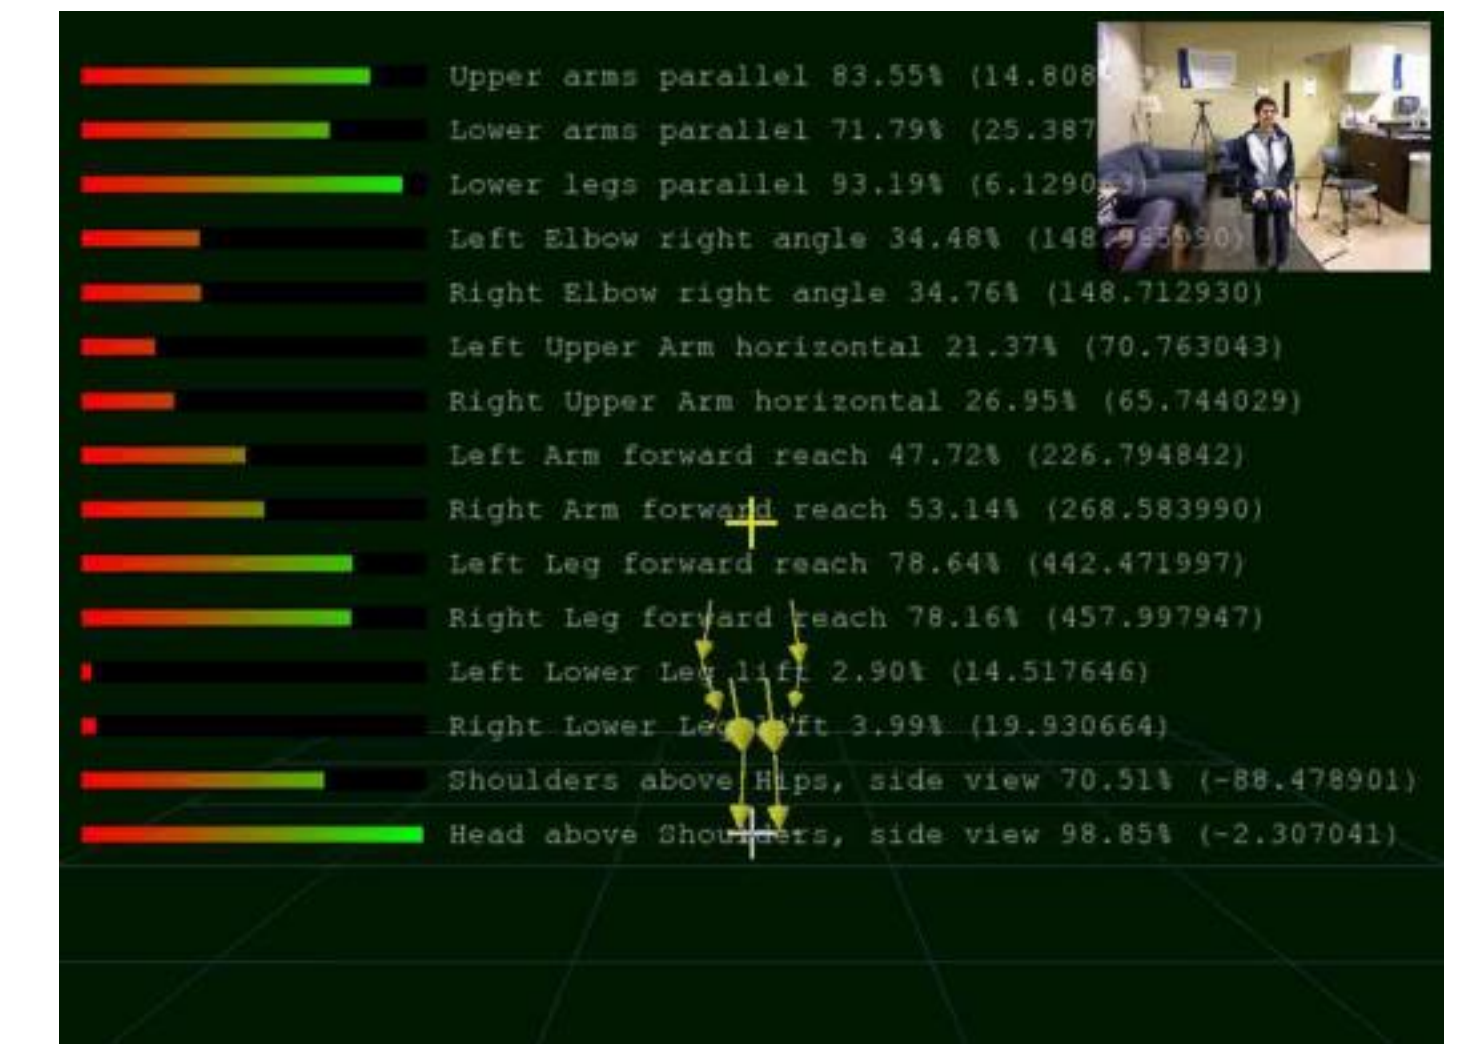 Upper arms parallel 83.55% (14.808
Lower arms parallel 71.79% (25.387
Lower legs parallel 93.19% (6.1290
Left Elbow right angle 34.48% (148
Right Elbow right angle 34.76% (148.712930)
Left Upper Arm horizontal 21.37% (70.763043)
Right Upper Arm horizontal 26.95% (65.744029)
Left Arm forward reach 47.72% (226.794842)
Right Arm forward reach 53.14% (268.583990)
Left Leg forward reach 78.64% (442.471997)
Right Leg forward reach 78.16% (457.997947)
Left Lower Leg lift 2.90% (14.517646)
Right Lower Leg lift 3.99% (19.930664)
Shoulders above Hips, side view 70.51% (-88.478901)
Head above Shoulders, side view 98.85% (-2.307041)